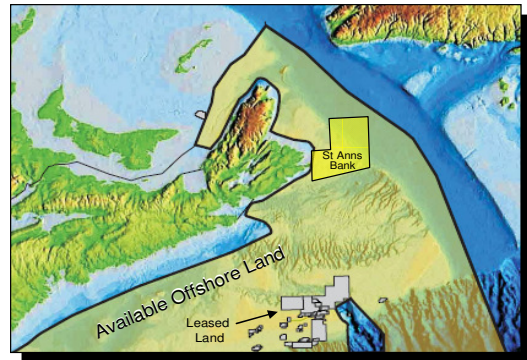 St Anns
Bank
Available Offshore Land
Leased
Land